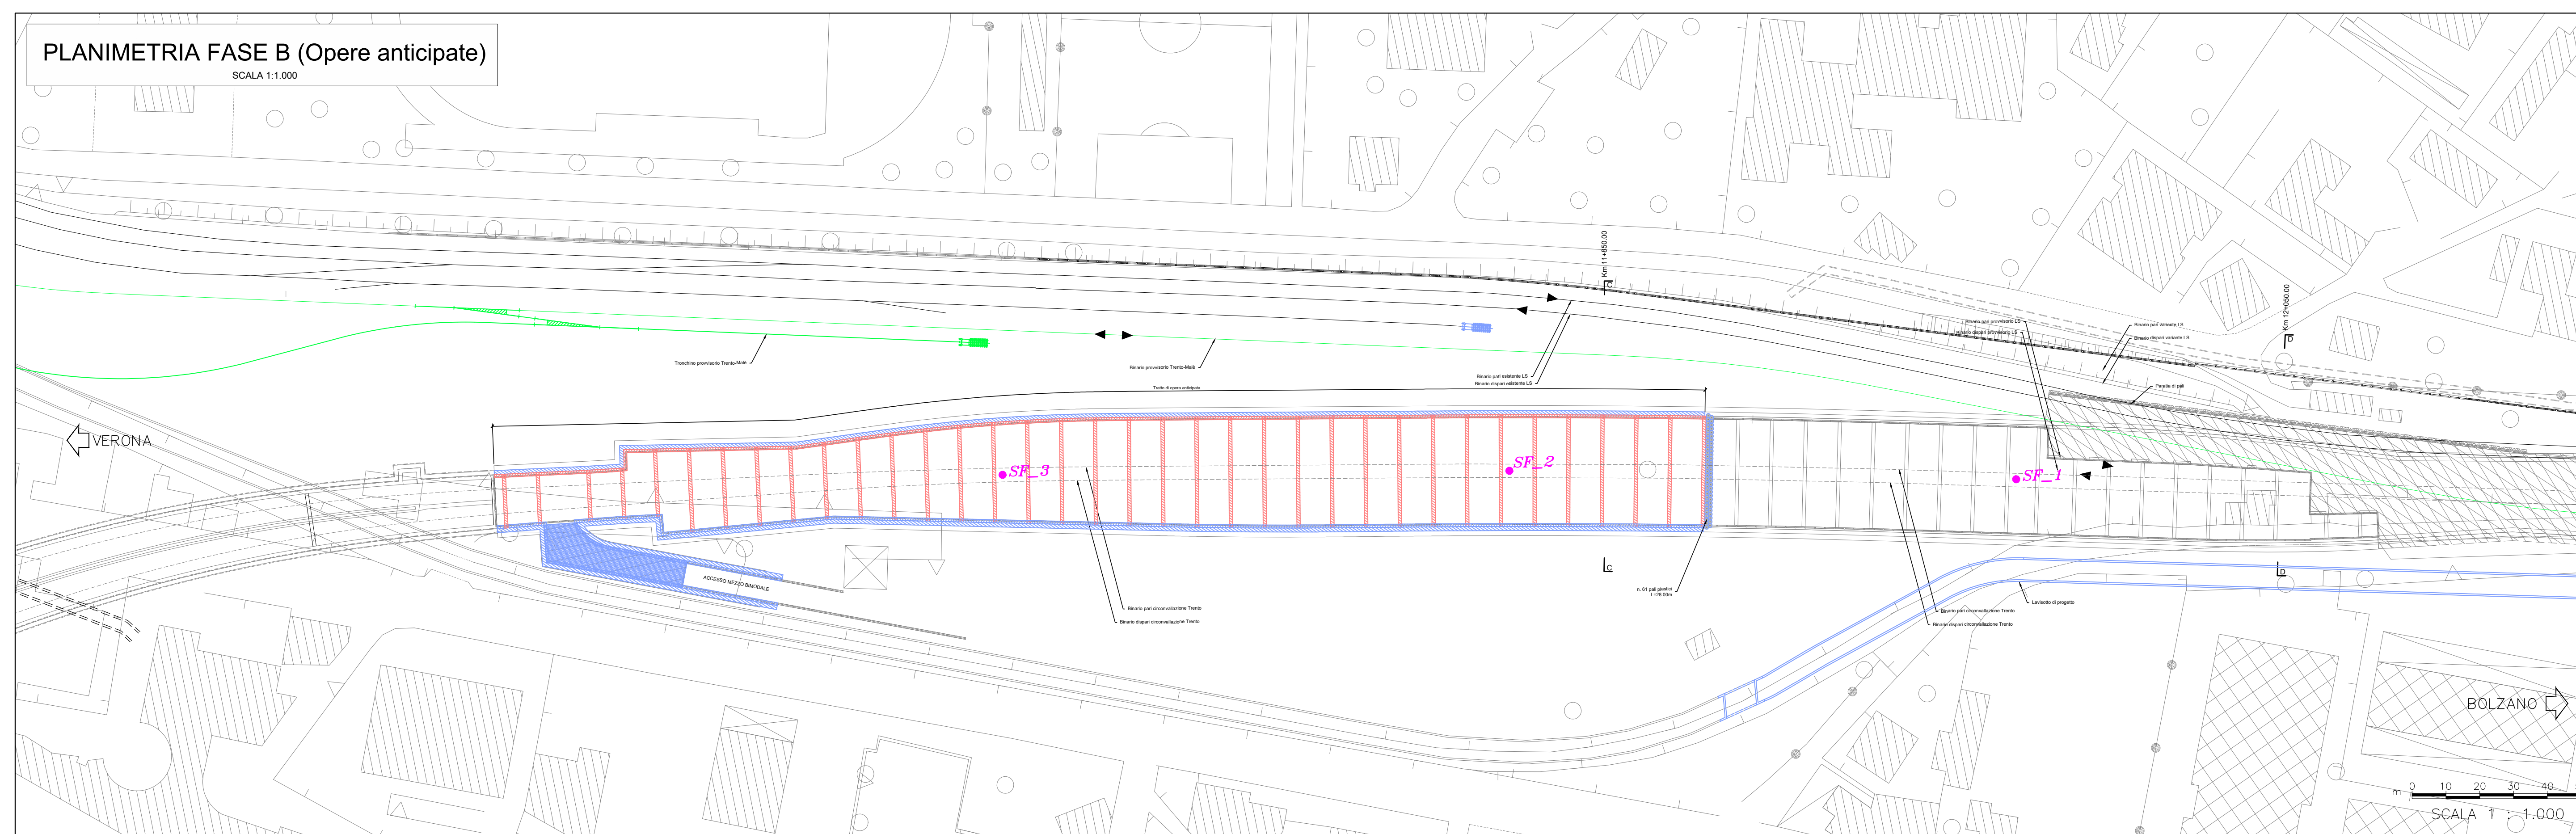 PLANIMETRIA FASE B (Opere anticipate)
SCALA 1:1.000
Km 11+850.00
C
Km 12+050.00
D
Binario pari provvisorio LS
Binario dispari provvisorio LS
Binario pari variante LS
Binario dispari variante LS
Tronchino provvisorio Trento-Malè
Binario provvisorio Trento-Malè
Binario pari esistente LS
Binario dispari esistente LS
Tratto di opera anticipata
Paratia di pali
VERONA
SF_3
SF_2
SF_1
C
D
ACCESSO MEZZO BIMODALE
n. 61 pali plastici
L=28.00m
Binario pari circonvallazione Trento
Binario dispari circonvallazione Trento
Binario pari circonvallazione Trento
Binario dispari circonvallazione Trento
Lavisotto di progetto
BOLZANO
m 0 10 20 30 40
SCALA 1 : 1.000